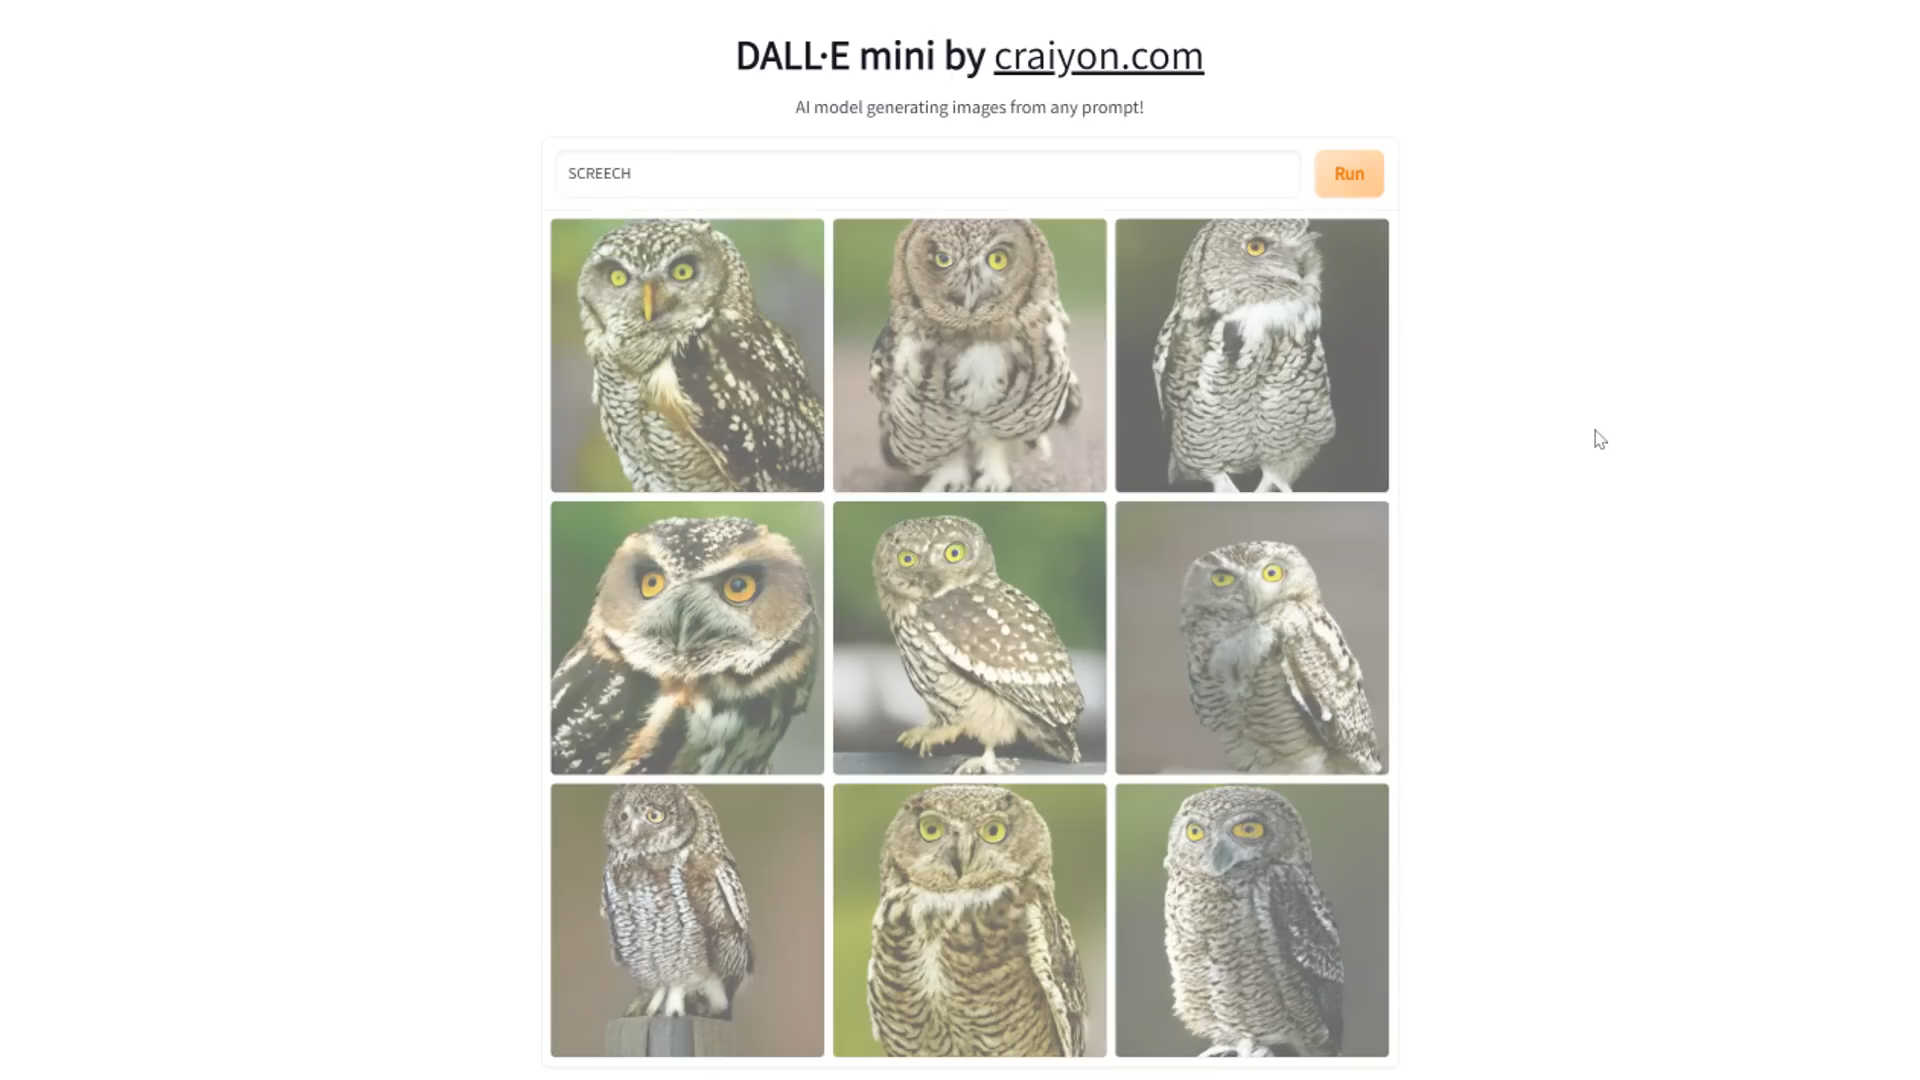 DALL·E mini by craiyon.com
AI model generating images from any prompt!
SCREECH
Run